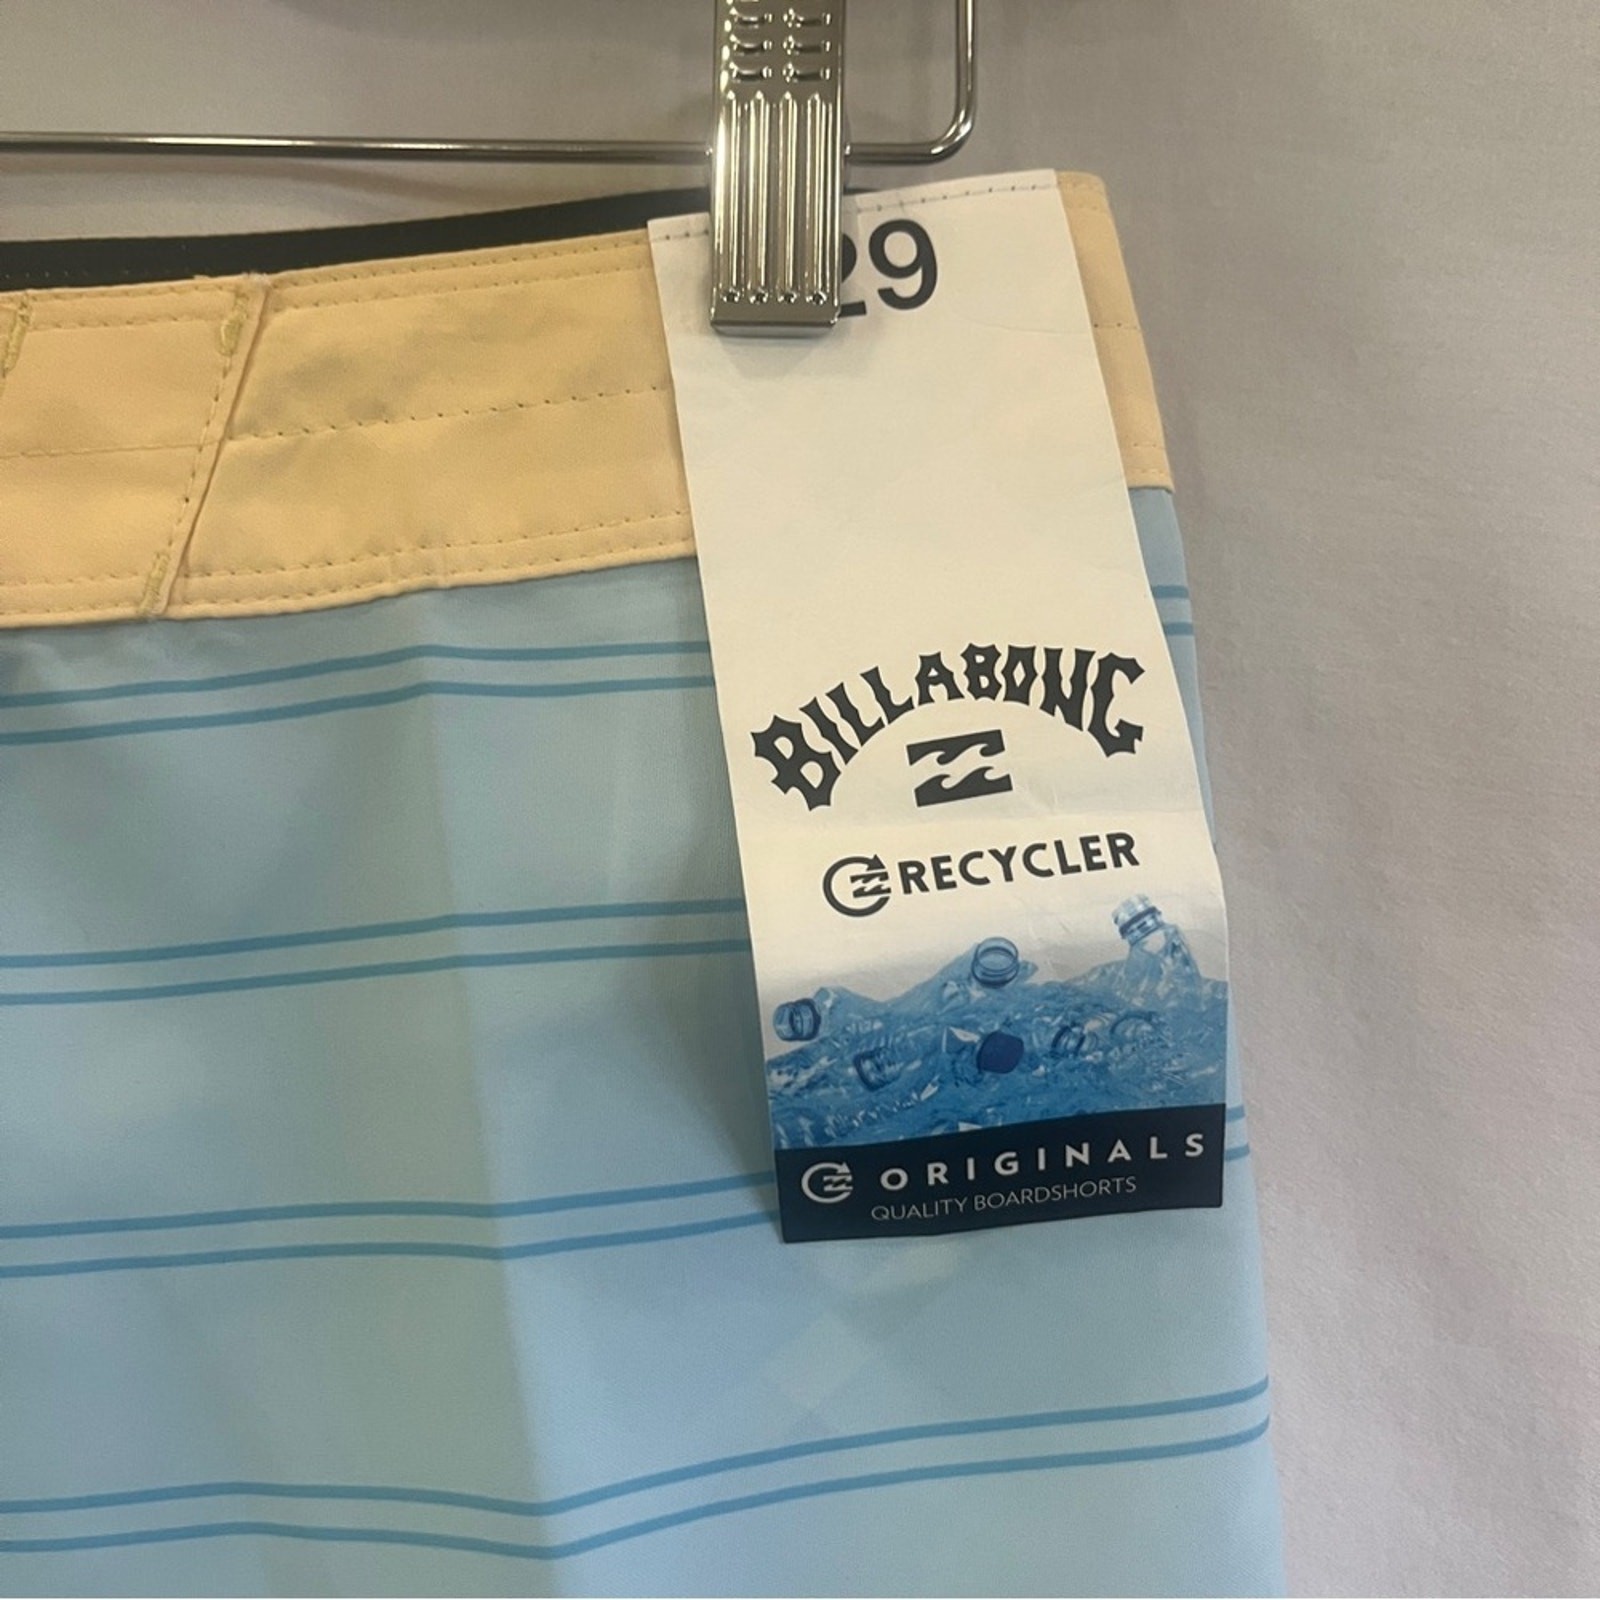 29
BILLABONG
RECYCLER
ORIGINALS
QUALITY BOARDSHORTS